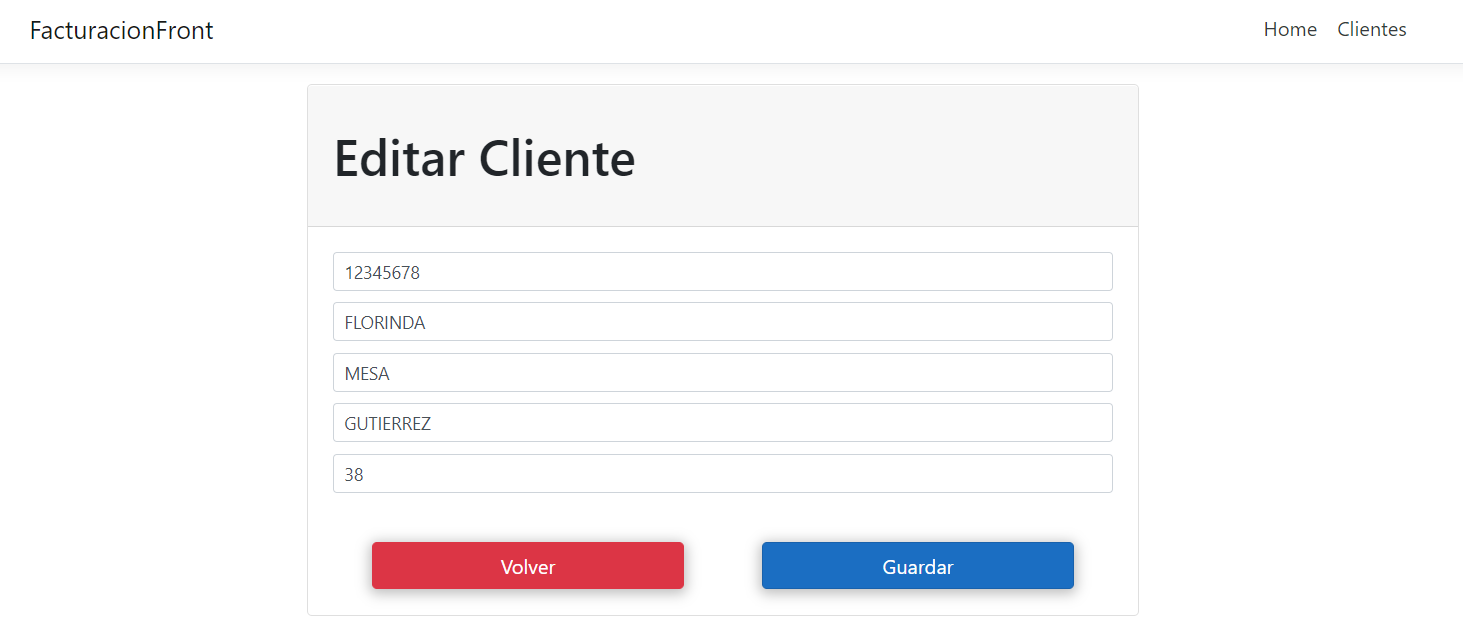 FacturacionFront
Home Clientes
Editar Cliente
12345678
FLORINDA
MESA
GUTIERREZ
38
Volver Guardar